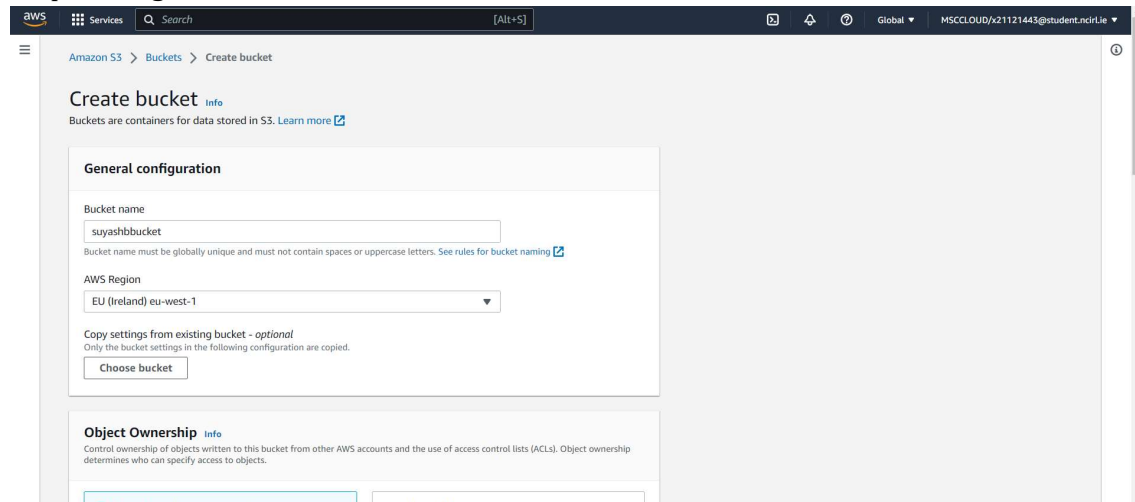 aws Services Search [Alt+S] Global ▼ MSCCLOUD/x21121443@student.ncirl.ie ▼
Amazon S3 > Buckets > Create bucket
Create bucket Info
Buckets are containers for data stored in S3. Learn more
General configuration
Bucket name
suyashbbucket
Bucket name must be globally unique and must not contain spaces or uppercase letters. See rules for bucket naming
AWS Region
EU (Ireland) eu-west-1
Copy settings from existing bucket - optional
Only the bucket settings in the following configuration are copied.
Choose bucket
Object Ownership Info
Control ownership of objects written to this bucket from other AWS accounts and the use of access control lists (ACLs). Object ownership
determines who can specify access to objects.